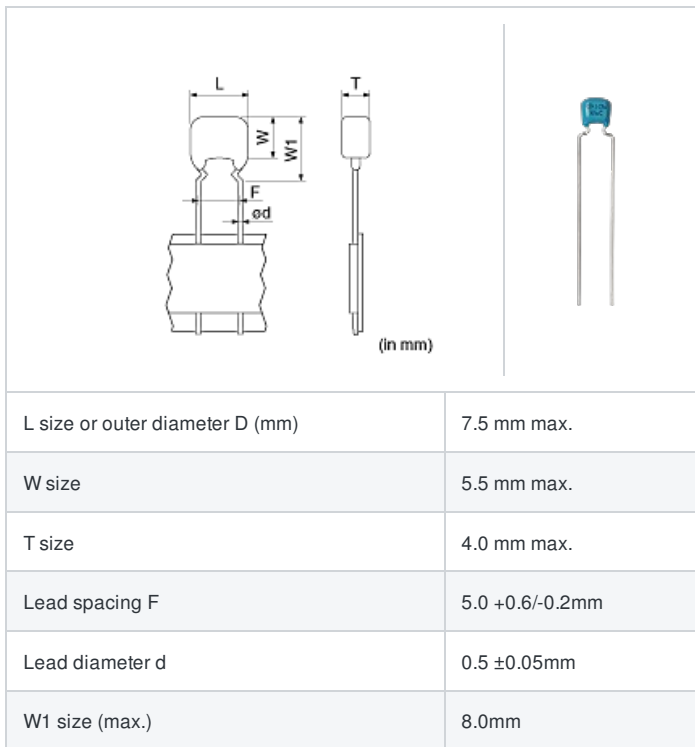 L
T
W
W1
F
ød
(in mm)
L size or outer diameter D (mm) 7.5 mm max.
W size 5.5 mm max.
T size 4.0 mm max.
Lead spacing F 5.0 +0.6/-0.2mm
Lead diameter d 0.5 ±0.05mm
W1 size (max.) 8.0mm